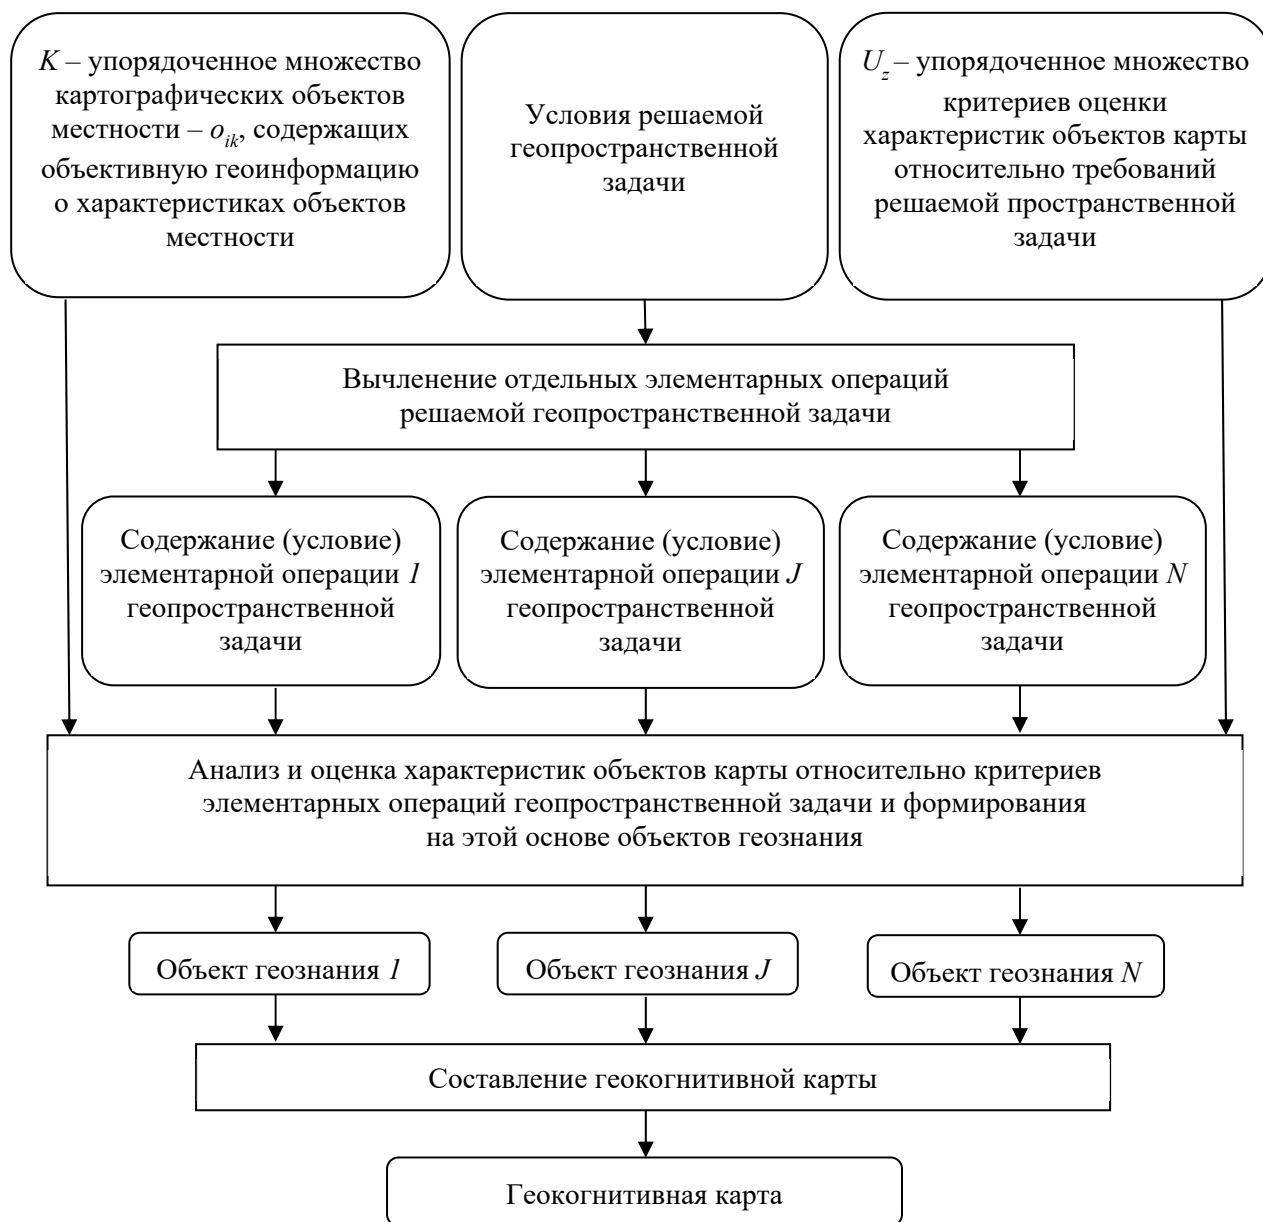 K – упорядоченное множество
картографических объектов
местности – o_ik, содержащих
объективную геоинформацию
о характеристиках объектов
местности
Условия решаемой
геопространственной
задачи
U_z – упорядоченное множество
критериев оценки
характеристик объектов карты
относительно требований
решаемой пространственной
задачи
Вычленение отдельных элементарных операций
решаемой геопространственной задачи
Содержание (условие)
элементарной операции 1
геопространственной
задачи
Содержание (условие)
элементарной операции J
геопространственной
задачи
Содержание (условие)
элементарной операции N
геопространственной
задачи
Анализ и оценка характеристик объектов карты относительно критериев
элементарных операций геопространственной задачи и формирования
на этой основе объектов геознания
Объект геознания 1
Объект геознания J
Объект геознания N
Составление геокогнитивной карты
Геокогнитивная карта